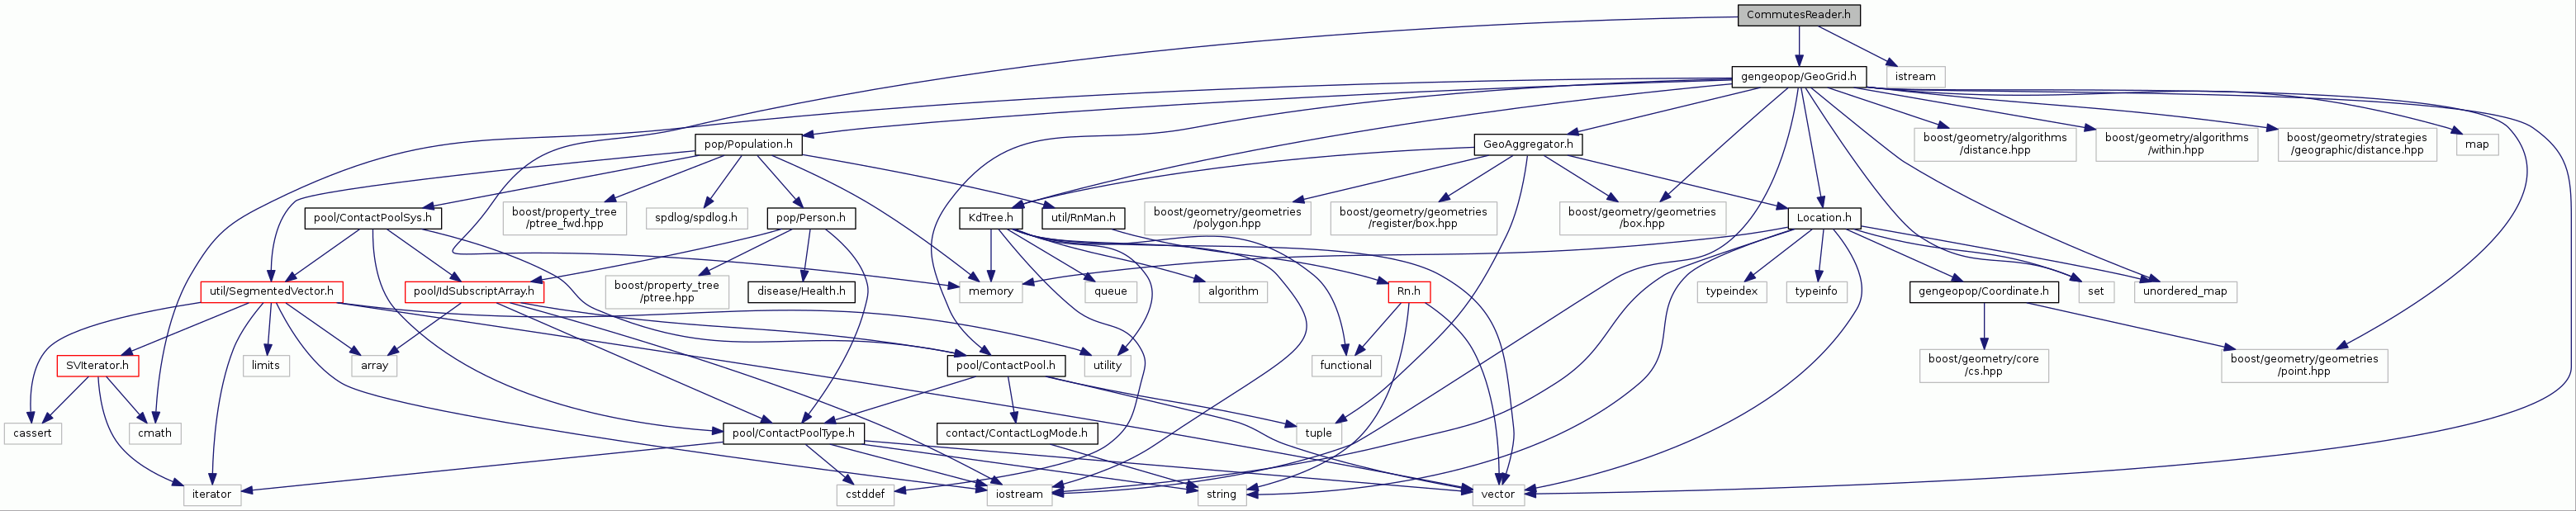 CommutesReader.h
gengeopop/GeoGrid.h
istream
pop/Population.h
GeoAggregator.h
boost/geometry/algorithms
/distance.hpp
boost/geometry/algorithms
/within.hpp
boost/geometry/strategies
/geographic/distance.hpp
map
pool/ContactPoolSys.h
boost/property_tree
/ptree_fwd.hpp
spdlog/spdlog.h
pop/Person.h
KdTree.h
util/RnMan.h
boost/geometry/geometries
/polygon.hpp
boost/geometry/geometries
/register/box.hpp
boost/geometry/geometries
/box.hpp
Location.h
util/SegmentedVector.h
pool/IdSubscriptArray.h
boost/property_tree
/ptree.hpp
disease/Health.h
memory
queue
algorithm
Rn.h
typeindex
typeinfo
gengeopop/Coordinate.h
set
unordered_map
SVIterator.h
limits
array
pool/ContactPool.h
utility
functional
boost/geometry/core
/cs.hpp
boost/geometry/geometries
/point.hpp
cassert
cmath
pool/ContactPoolType.h
contact/ContactLogMode.h
tuple
iterator
cstddef
iostream
string
vector